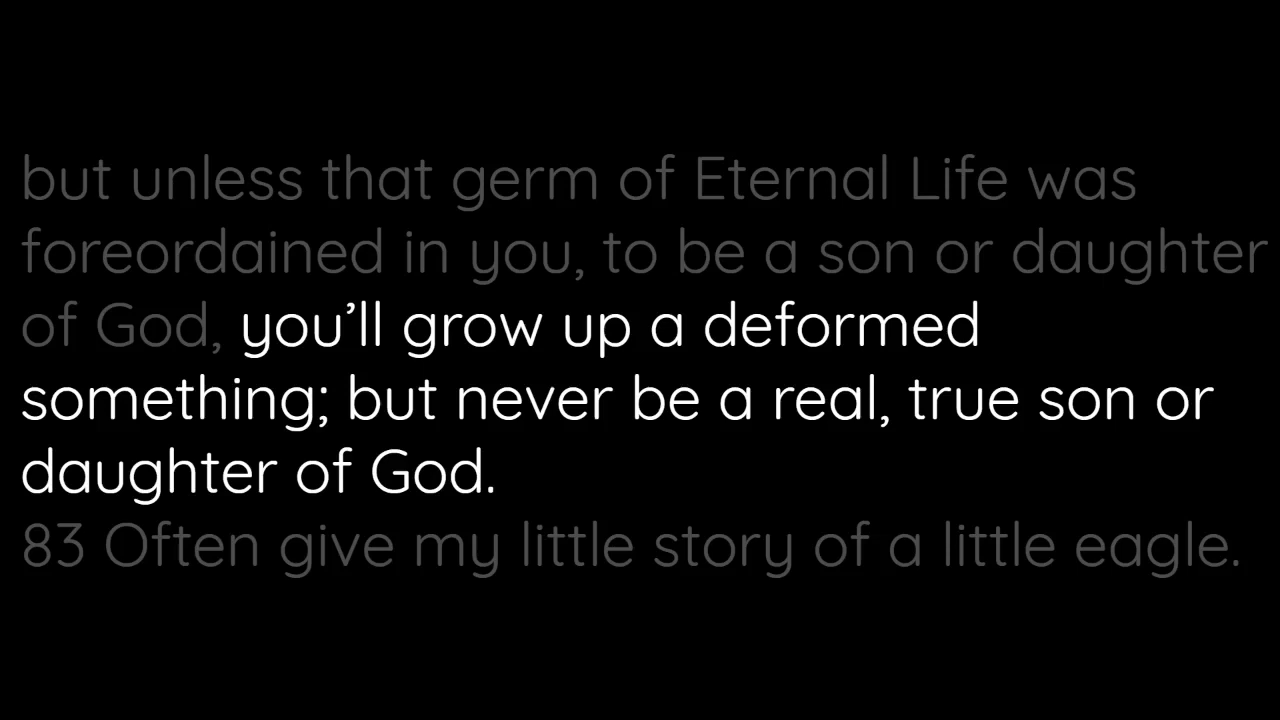 but unless that germ of Eternal Life was
foreordained in you, to be a son or daughter
of God, you’ll grow up a deformed
something; but never be a real, true son or
daughter of God.
83 Often give my little story of a little eagle.